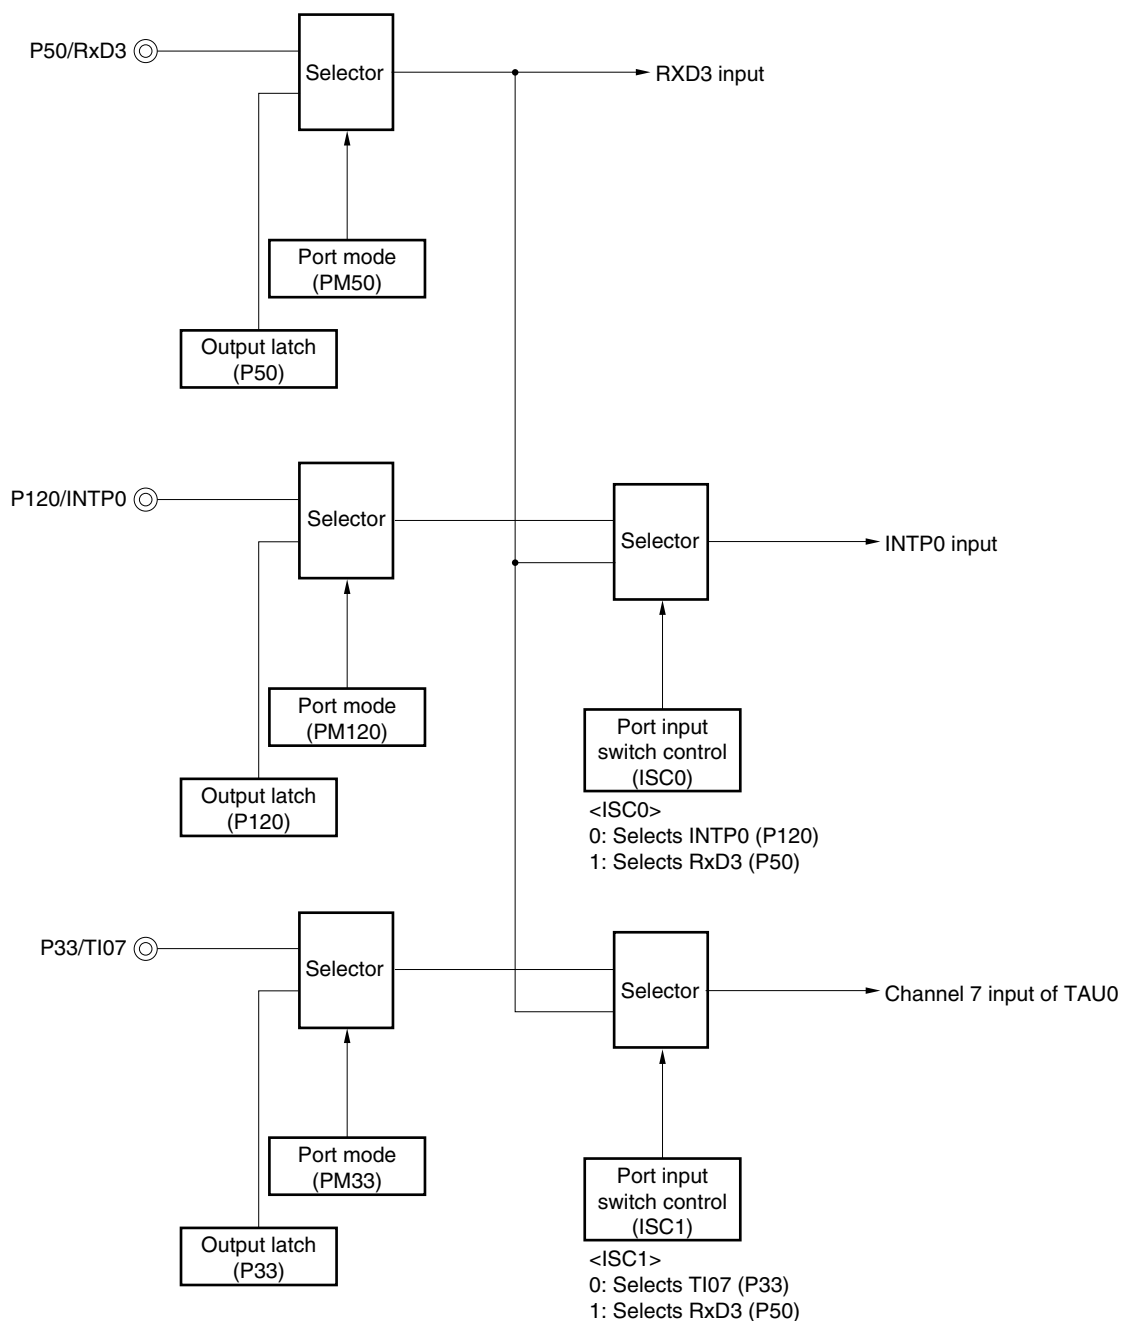 P50/RxD3
Selector
RXD3 input
Port mode
(PM50)
Output latch
(P50)
P120/INTP0
Selector
Selector
INTP0 input
Port mode
(PM120)
Port input
switch control
(ISC0)
Output latch
(P120)
<ISC0>
0: Selects INTP0 (P120)
1: Selects RxD3 (P50)
P33/TI07
Selector
Selector
Channel 7 input of TAU0
Port mode
(PM33)
Port input
switch control
(ISC1)
Output latch
(P33)
<ISC1>
0: Selects TI07 (P33)
1: Selects RxD3 (P50)